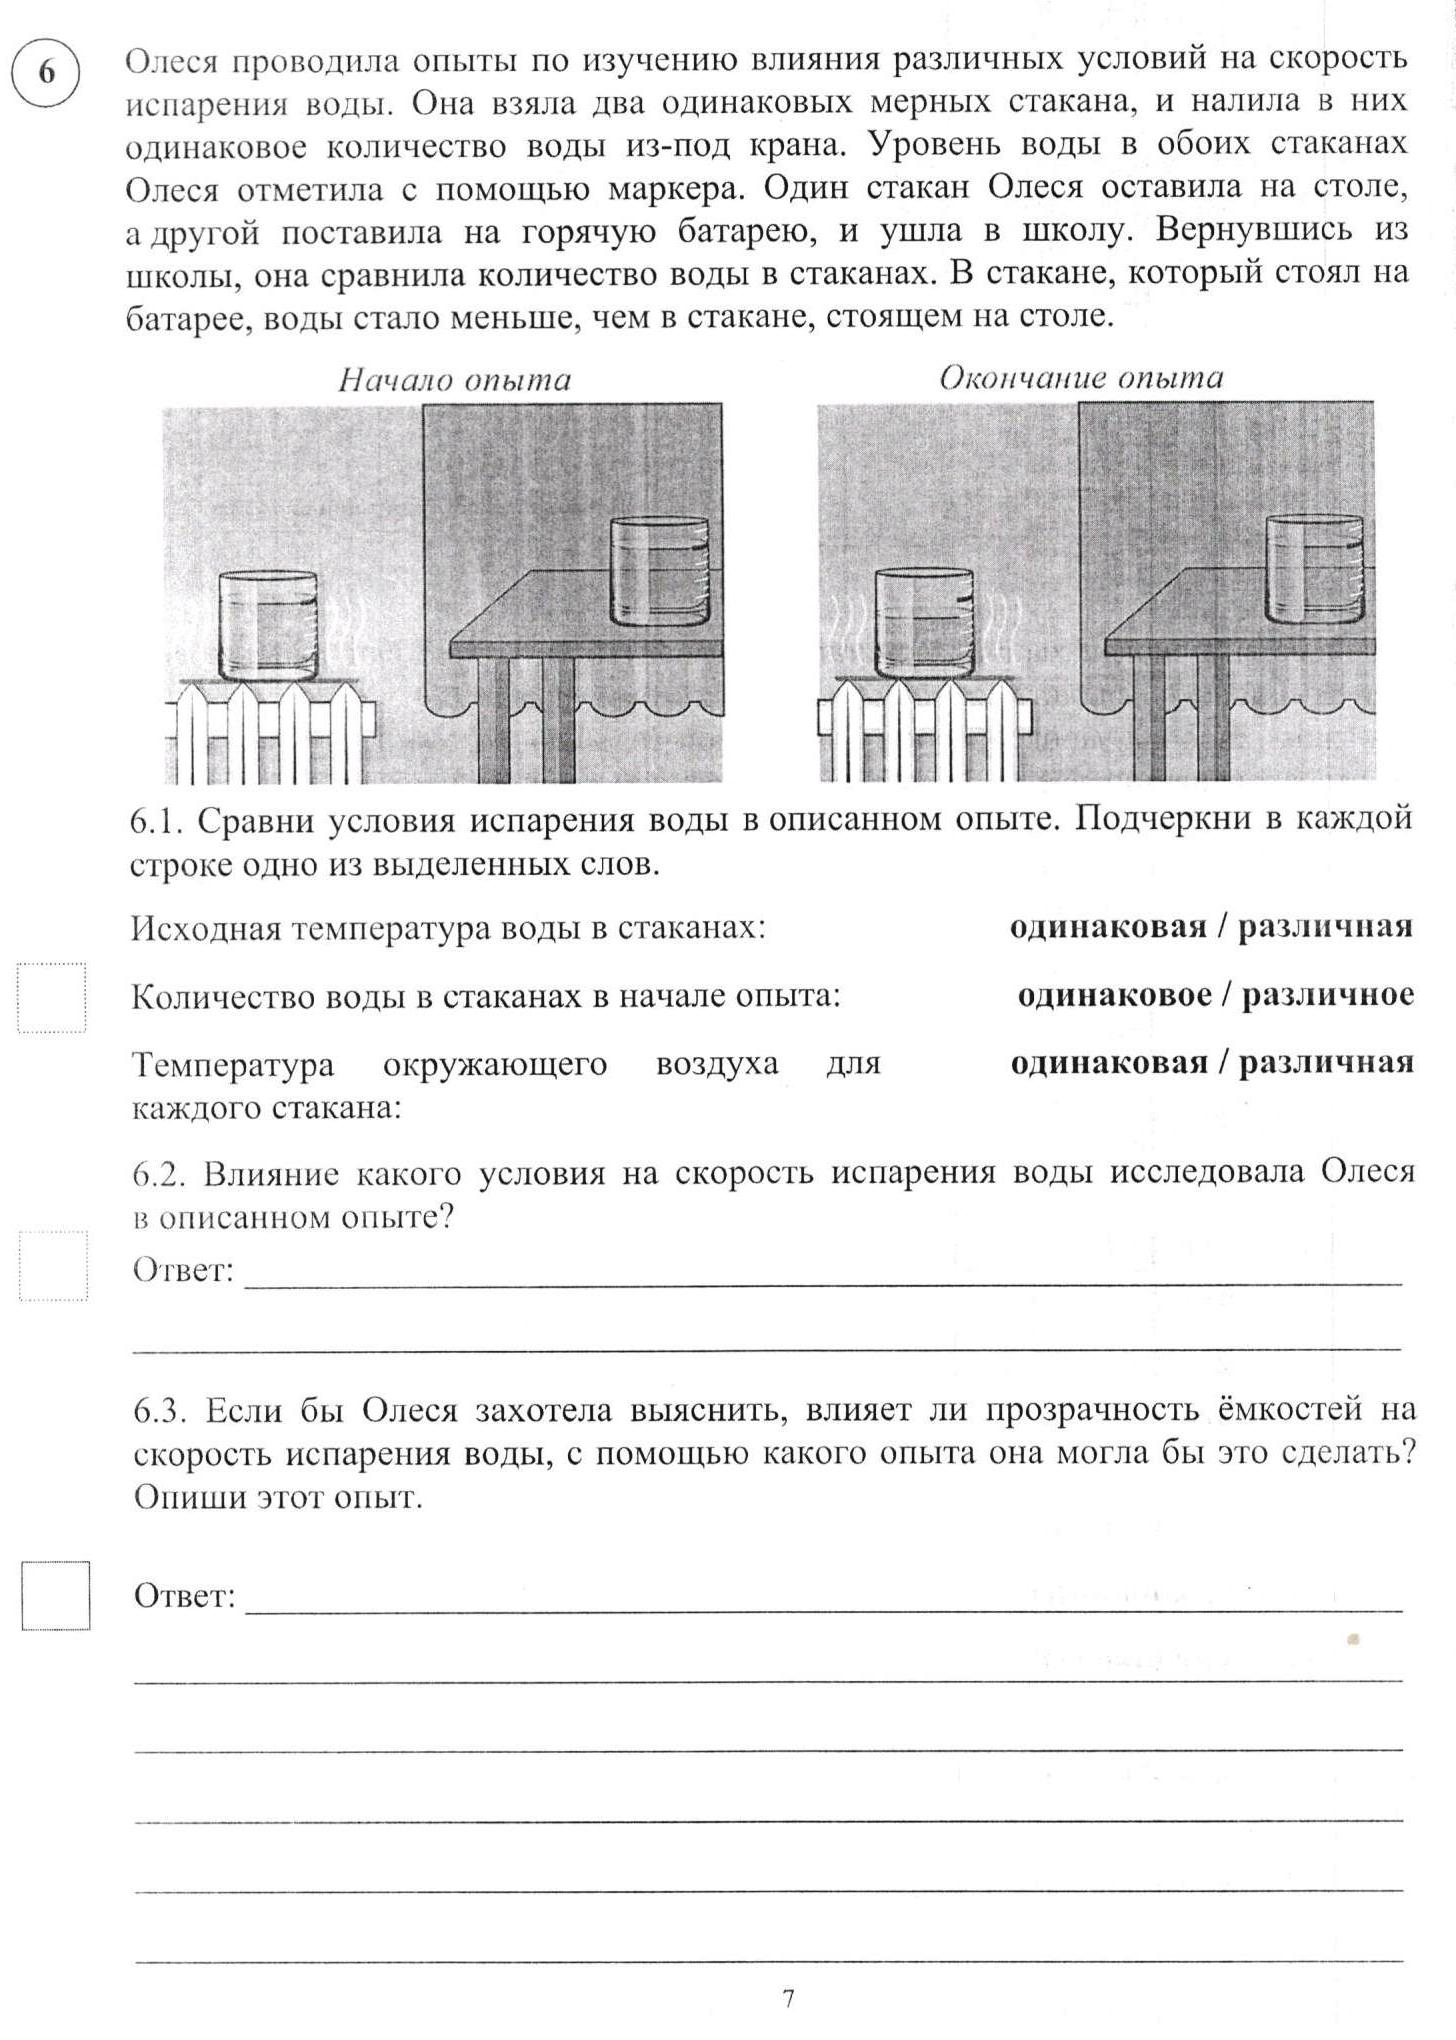 6
Олеся проводила опыты по изучению влияния различных условий на скорость
испарения воды. Она взяла два одинаковых мерных стакана, и налила в них
одинаковое количество воды из-под крана. Уровень воды в обоих стаканах
Олеся отметила с помощью маркера. Один стакан Олеся оставила на столе,
а другой поставила на горячую батарею, и ушла в школу. Вернувшись из
школы, она сравнила количество воды в стаканах. В стакане, который стоял на
батарее, воды стало меньше, чем в стакане, стоящем на столе.
Начало опыта
Окончание опыта
6.1. Сравни условия испарения воды в описанном опыте. Подчеркни в каждой
строке одно из выделенных слов.
Исходная температура воды в стаканах: одинаковая / различная
Количество воды в стаканах в начале опыта: одинаковое / различное
Температура окружающего воздуха для одинаковая / различная
каждого стакана:
6.2. Влияние какого условия на скорость испарения воды исследовала Олеся
в описанном опыте?
Ответ:
6.3. Если бы Олеся захотела выяснить, влияет ли прозрачность ёмкостей на
скорость испарения воды, с помощью какого опыта она могла бы это сделать?
Опиши этот опыт.
Ответ:
7